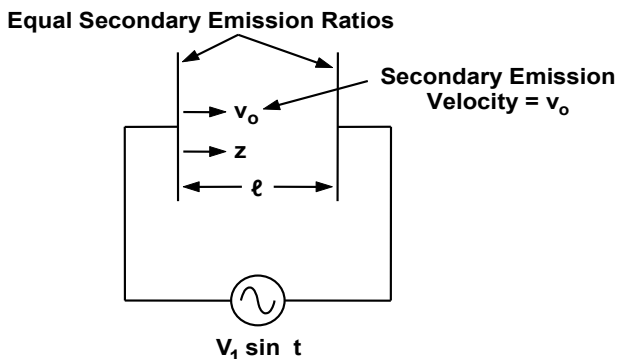 Equal Secondary Emission Ratios
Secondary Emission
Velocity = vₒ
vₒ
z
ℓ
V₁ sin t